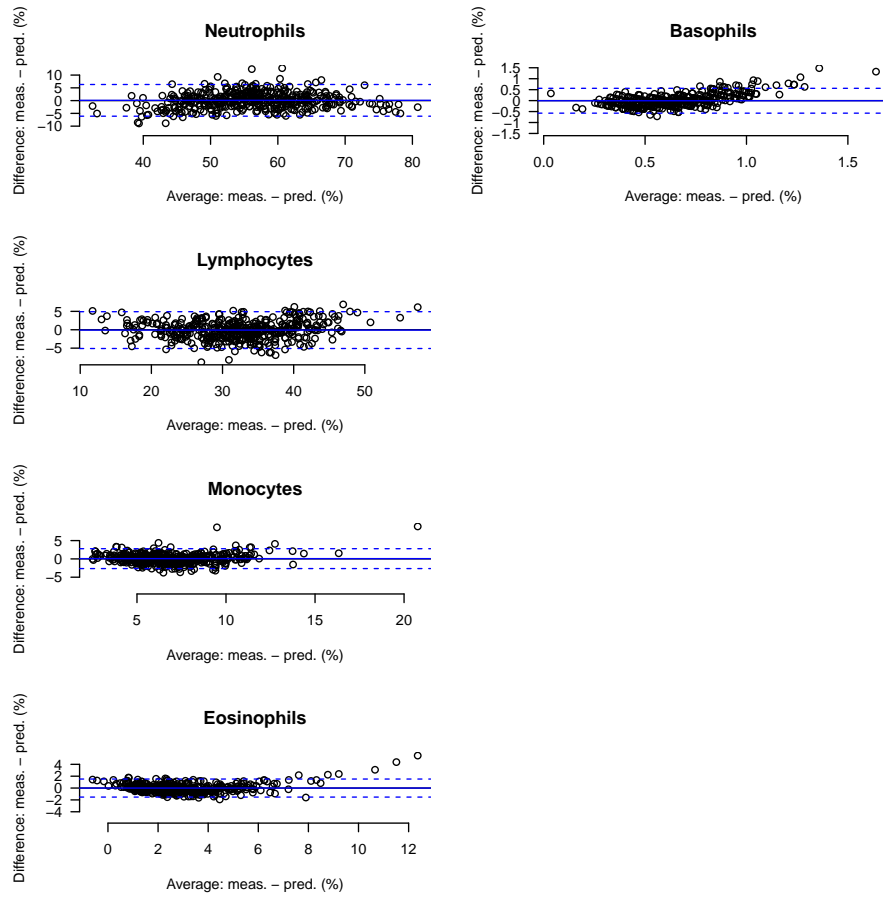 Neutrophils
Difference: meas. − pred. (%)
10
5
0
−5
−10
40 50 60 70 80
Average: meas. − pred. (%)
Basophils
Difference: meas. − pred. (%)
1.5
1
0.5
0
−0.5
−1
−1.5
0.0 0.5 1.0 1.5
Average: meas. − pred. (%)
Lymphocytes
Difference: meas. − pred. (%)
5
0
−5
10 20 30 40 50
Average: meas. − pred. (%)
Monocytes
Difference: meas. − pred. (%)
5
0
−5
5 10 15 20
Average: meas. − pred. (%)
Eosinophils
Difference: meas. − pred. (%)
4
2
0
−2
−4
0 2 4 6 8 10 12
Average: meas. − pred. (%)